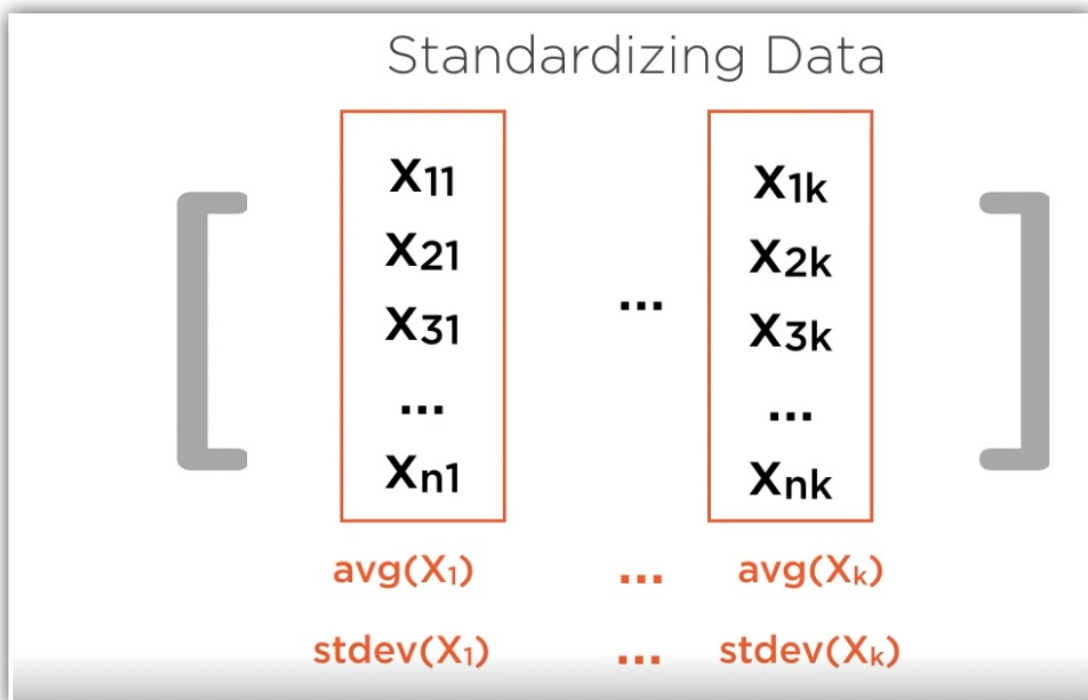 Standardizing Data
X11 X1k
X21 X2k
...
X31 X3k
... ...
Xn1 Xnk
avg(X1) ... avg(Xk)
stdev(X1) ... stdev(Xk)